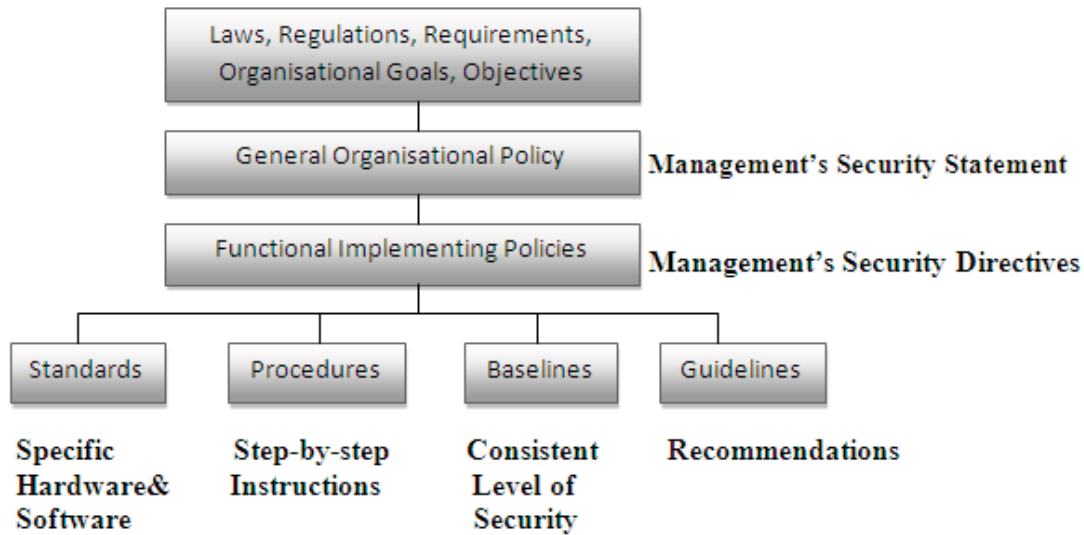 Laws, Regulations, Requirements,
Organisational Goals, Objectives
General Organisational Policy
Management's Security Statement
Functional Implementing Policies
Management's Security Directives
Standards
Procedures
Baselines
Guidelines
Specific
Hardware&
Software
Step-by-step
Instructions
Consistent
Level of
Security
Recommendations